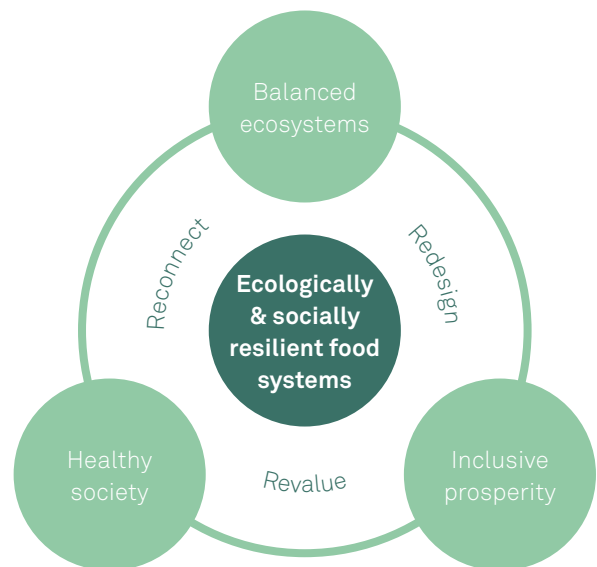 Balanced
ecosystems
Reconnect
Redesign
Ecologically
& socially
resilient food
systems
Healthy
society
Revalue
Inclusive
prosperity